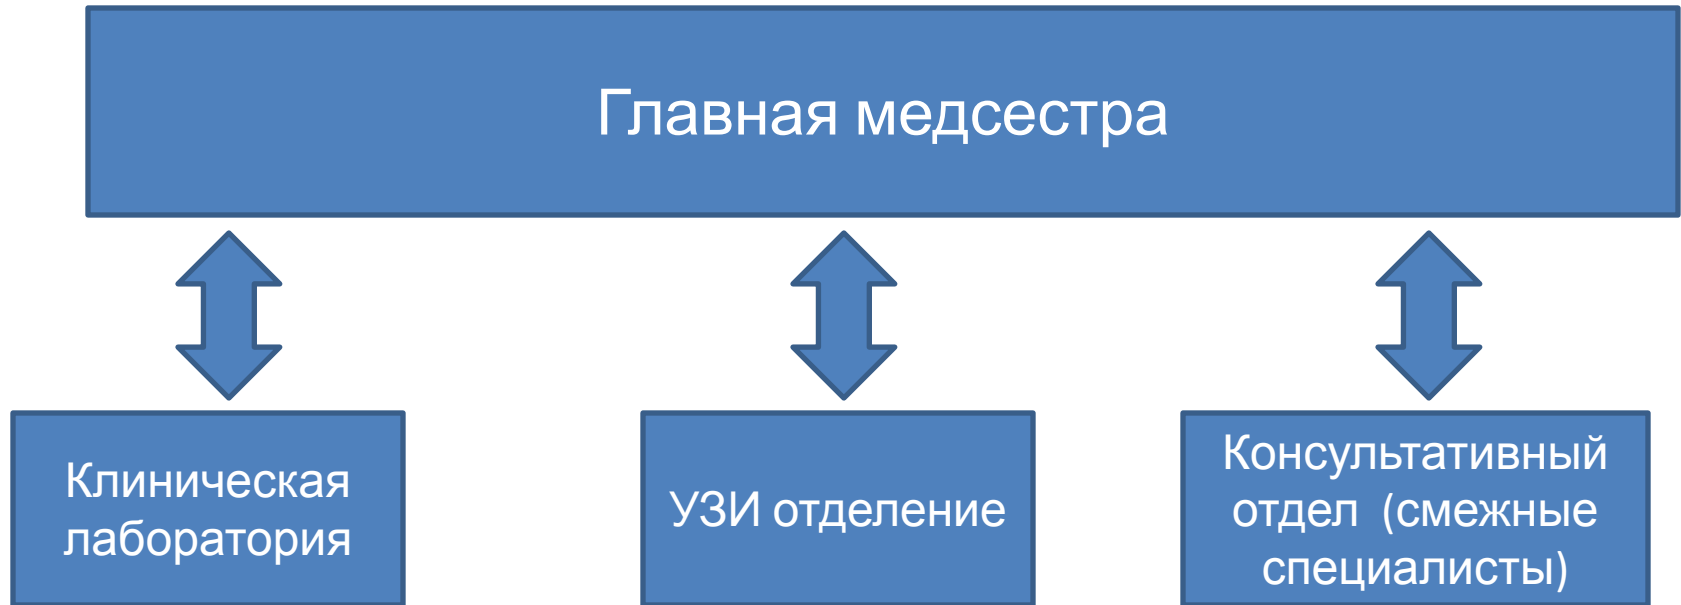 Главная медсестра
Клиническая
лаборатория
УЗИ отделение
Консультативный
отдел (смежные
специалисты)